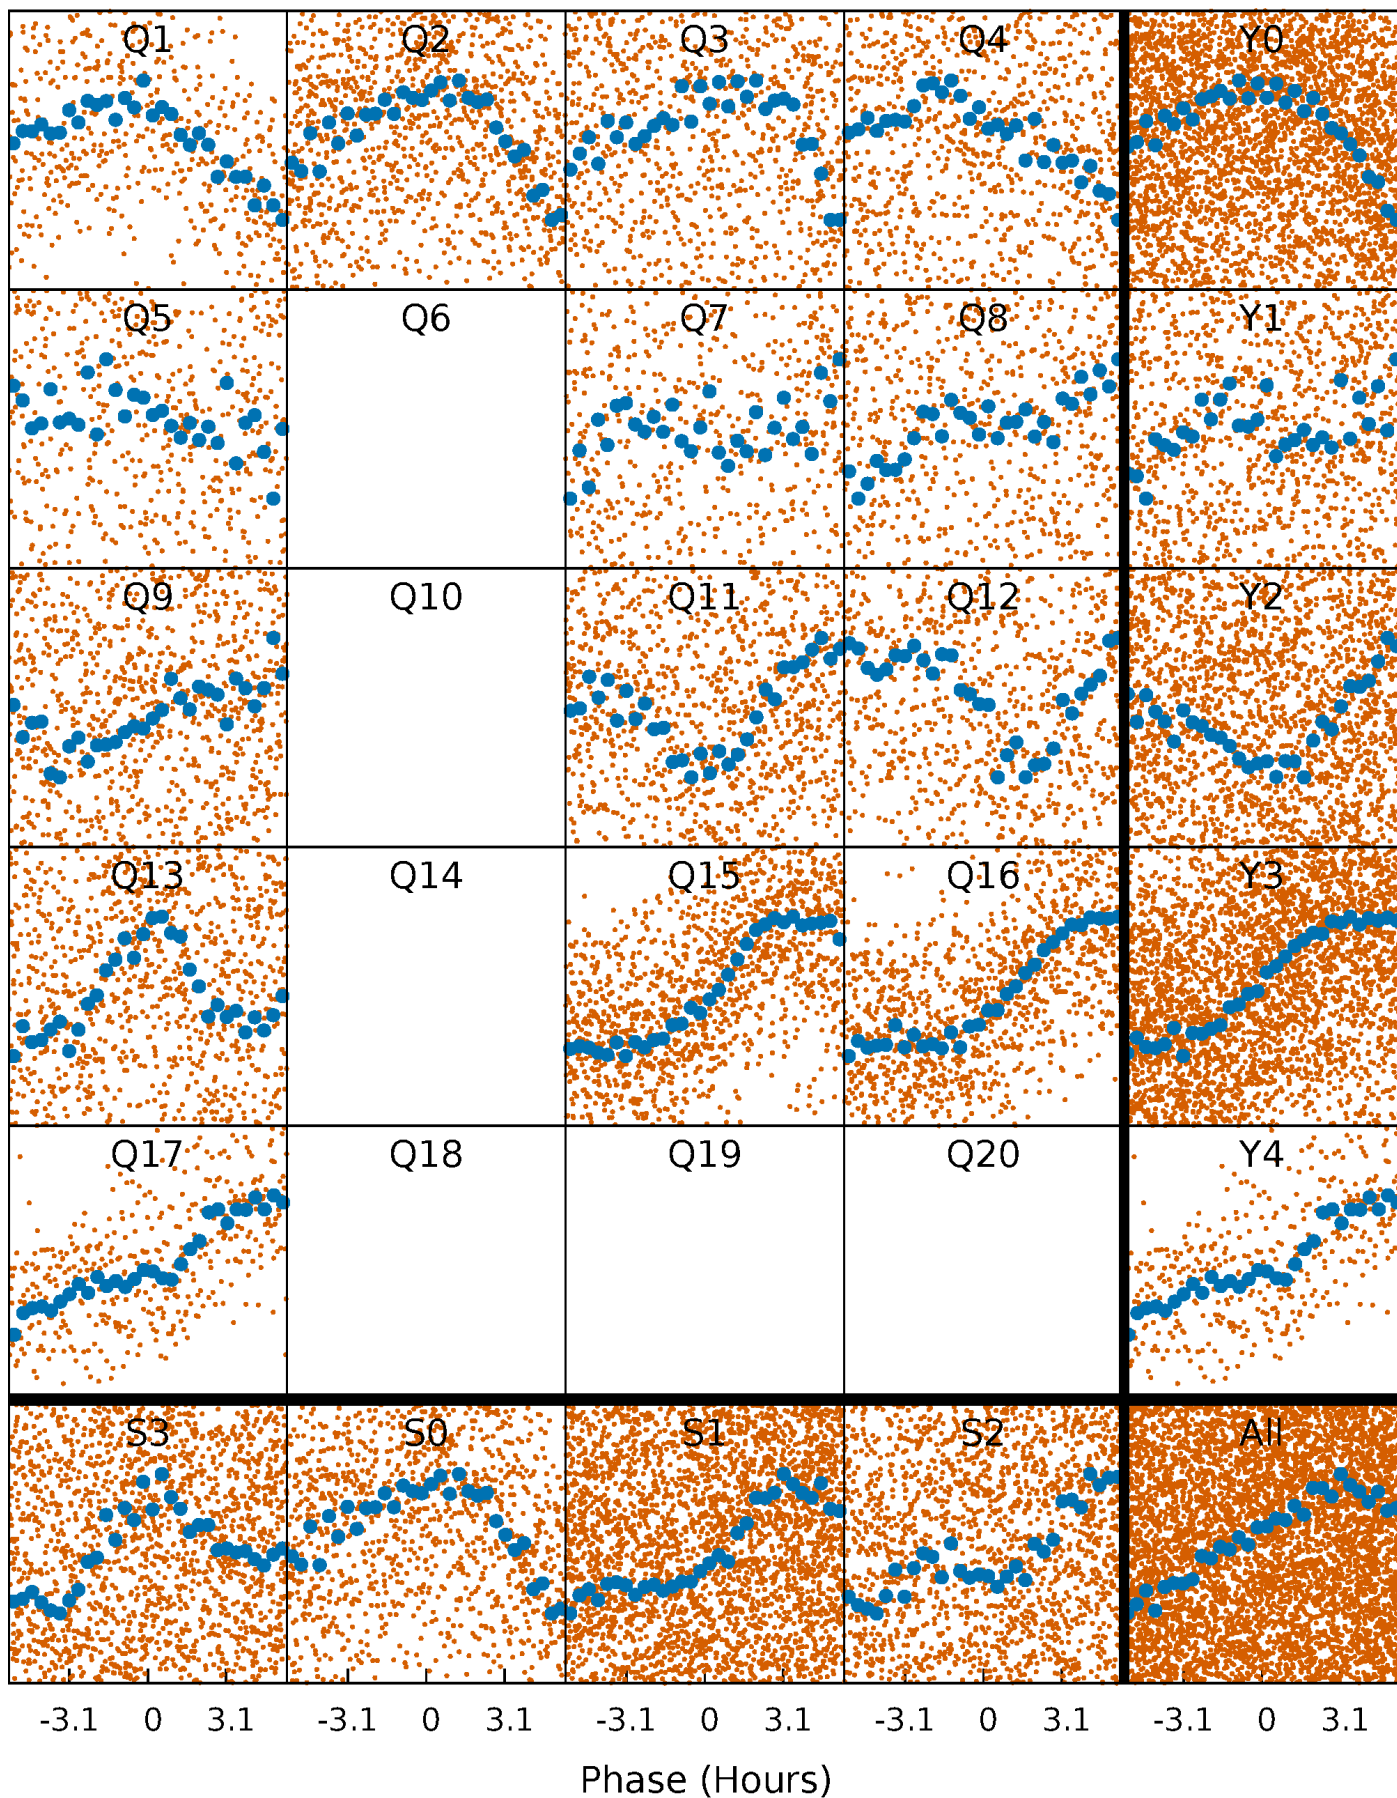 Q1 Q2 Q3 Q4 Y0
Q5 Q6 Q7 Q8 Y1
Q9 Q10 Q11 Q12 Y2
Q13 Q14 Q15 Q16 Y3
Q17 Q18 Q19 Q20 Y4
S3 S0 S1 S2 All
-3.1 0 3.1 -3.1 0 3.1 -3.1 0 3.1 -3.1 0 3.1 -3.1 0 3.1
Phase (Hours)